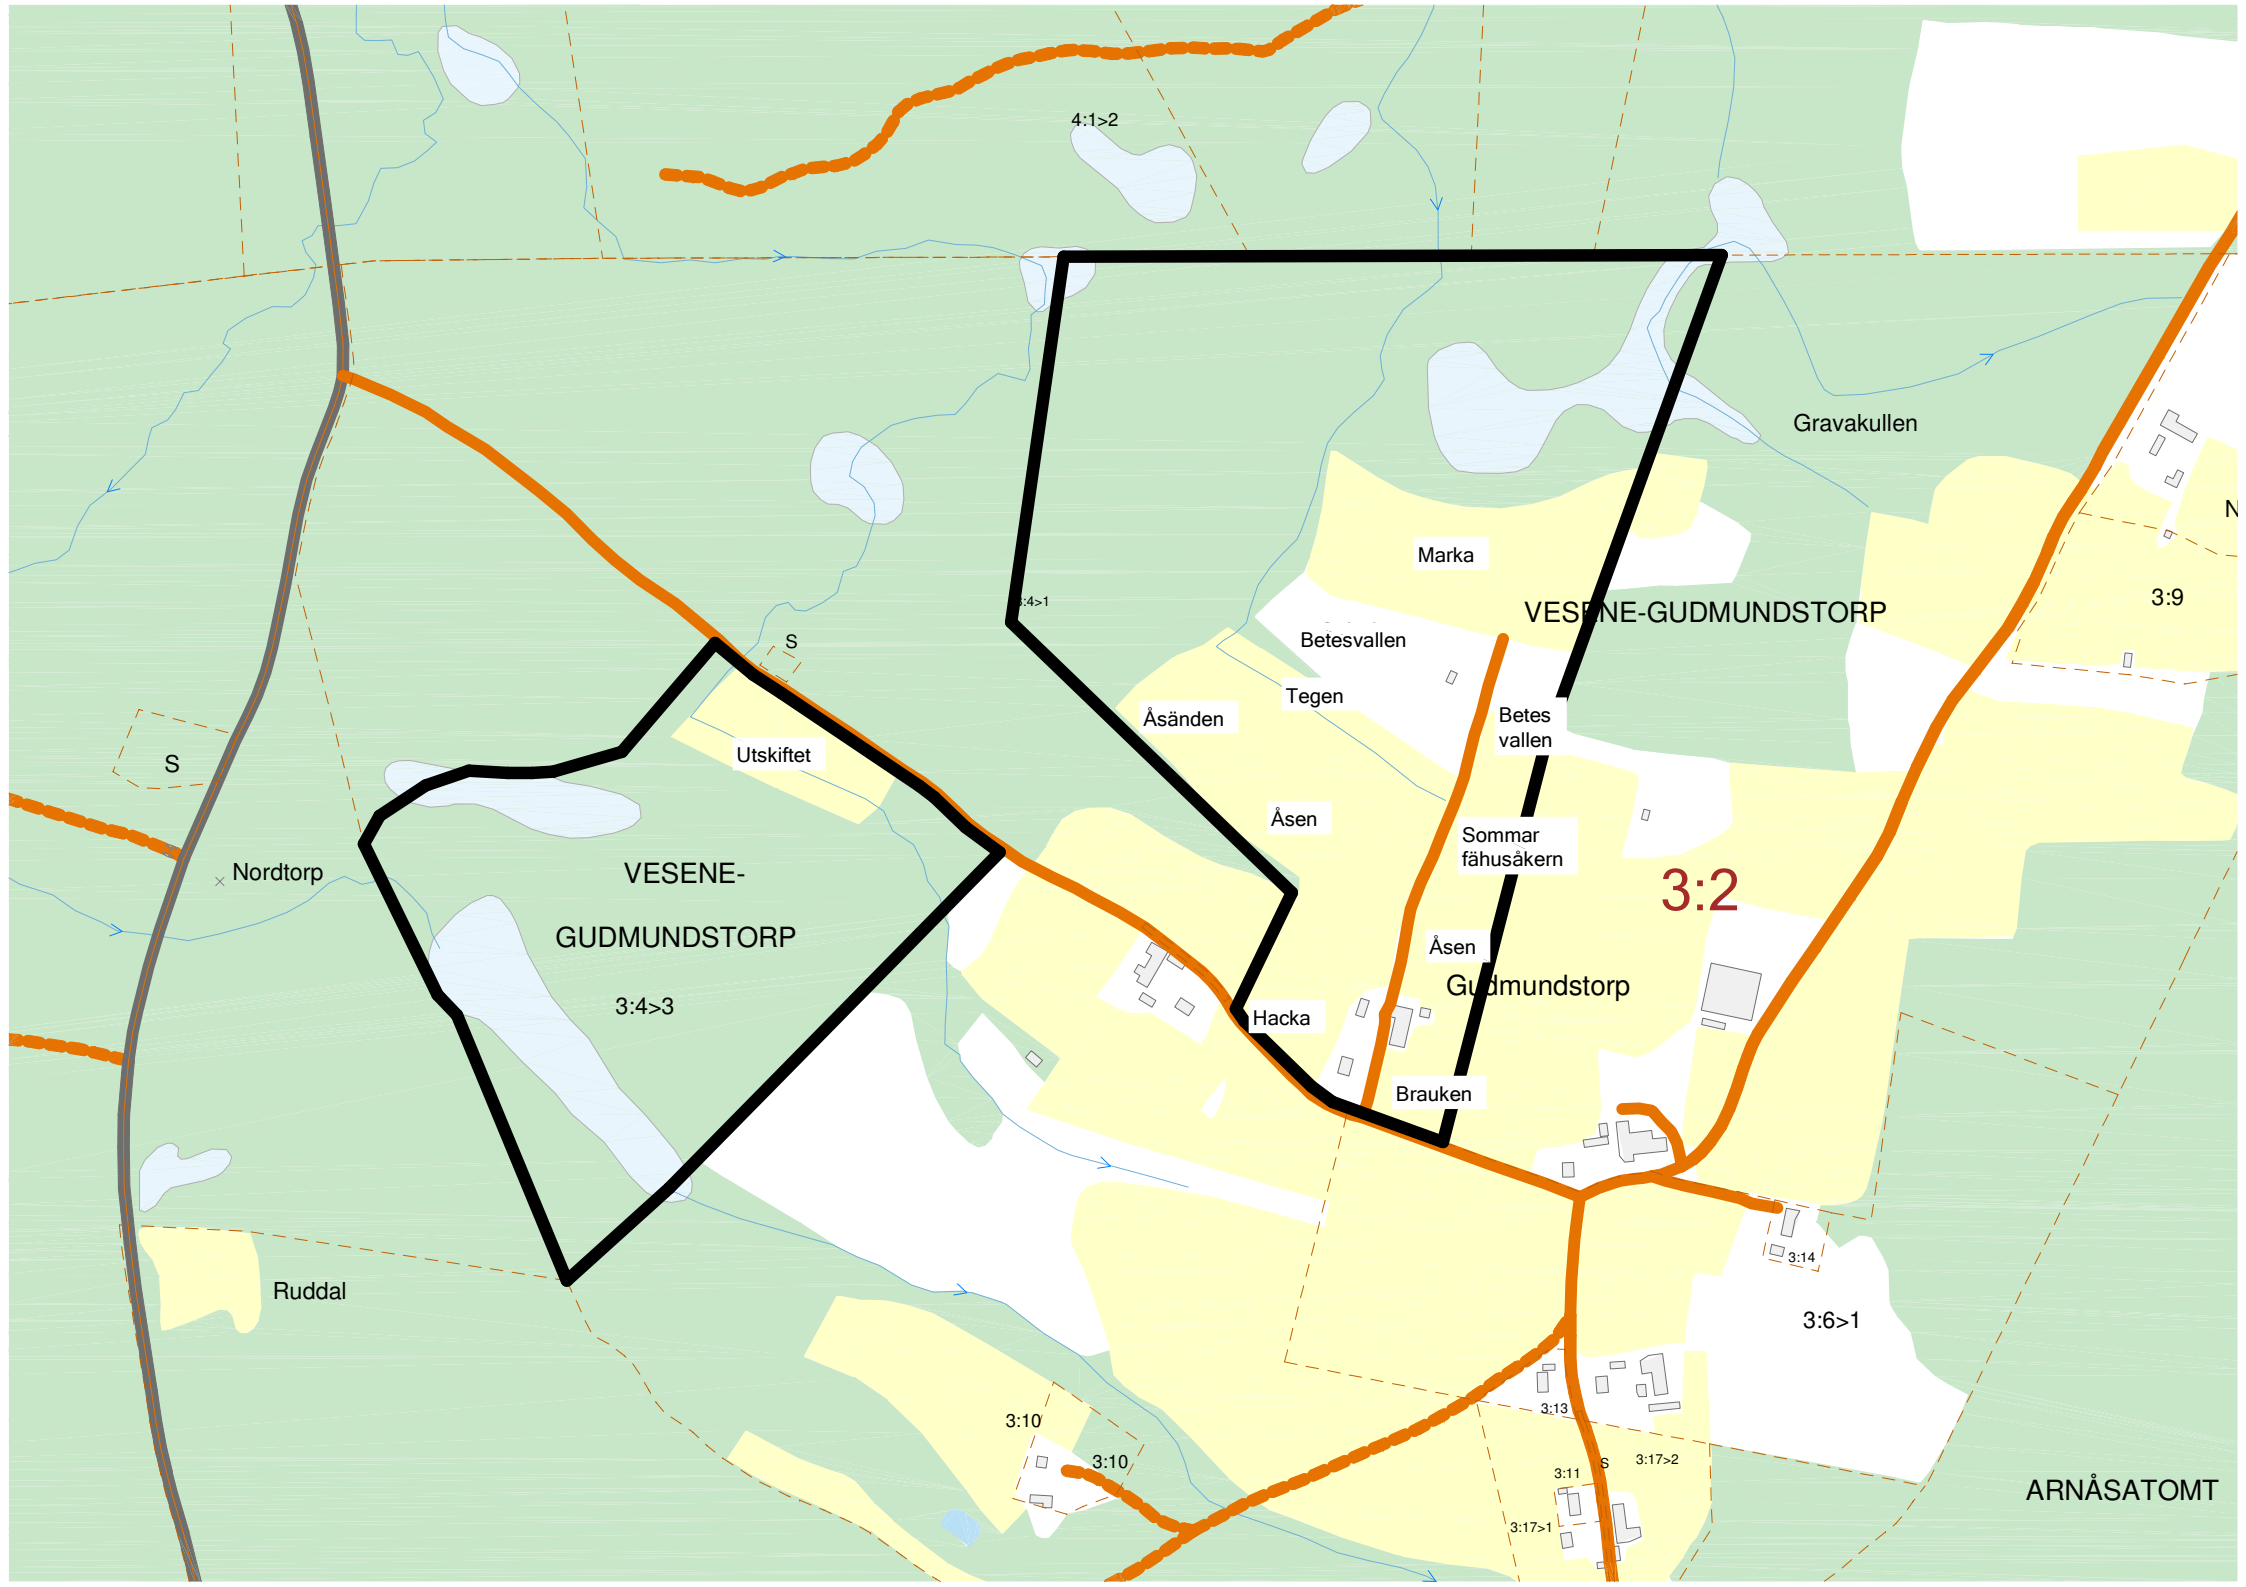 4:1>2
Gravakullen
N
Marka
3:9
:4>1
VESENE-GUDMUNDSTORP
Betesvallen
S
Tegen
Åsänden
Betes
vallen
Utskiftet
S
Åsen
Sommar
fähusåkern
Nordtorp
VESENE-
3:2
GUDMUNDSTORP
Åsen
Gudmundstorp
3:4>3
Hacka
Brauken
3:14
Ruddal
3:6>1
3:13
3:10
3:10
3:17>2
S
3:11
ARNÅSATOMT
3:17>1